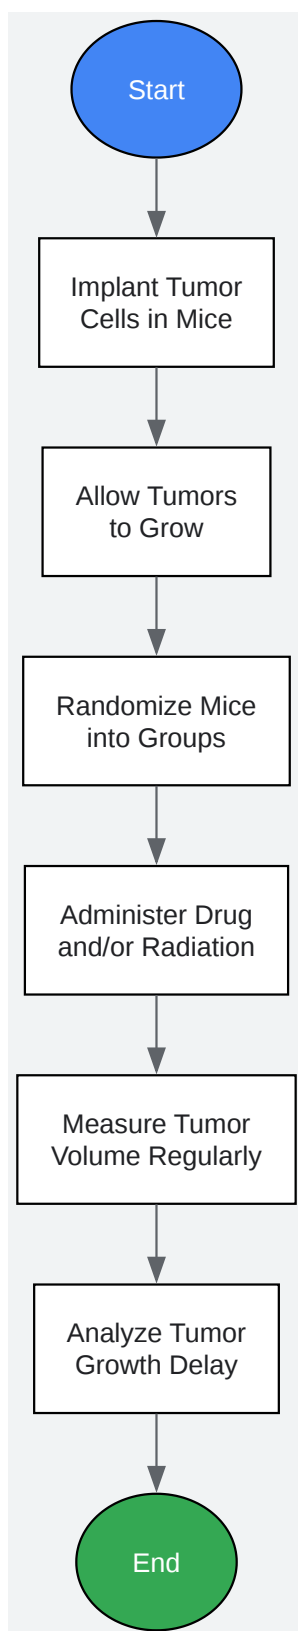 Start
Implant Tumor
Cells in Mice
Allow Tumors
to Grow
Randomize Mice
into Groups
Administer Drug
and/or Radiation
Measure Tumor
Volume Regularly
Analyze Tumor
Growth Delay
End